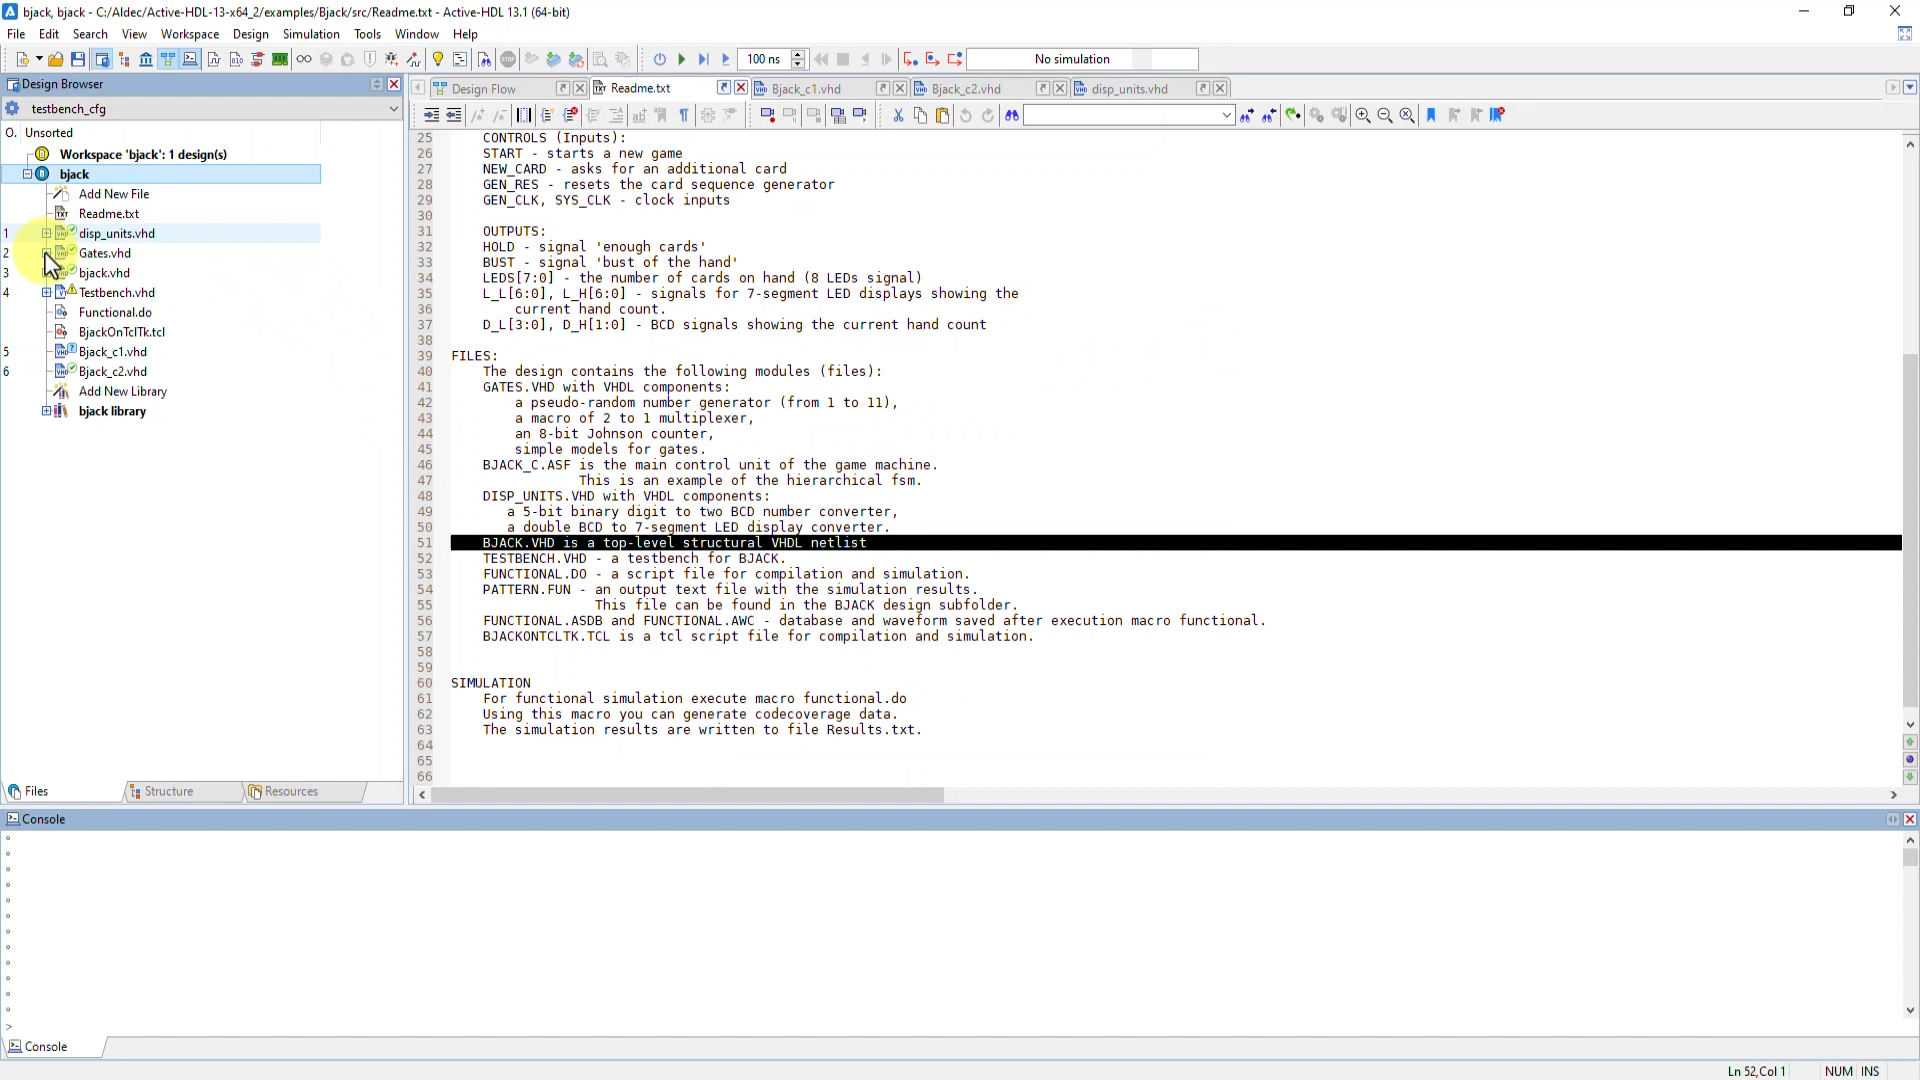 bjack, bjack - C:/Aldec/Active-HDL-13-x64_2/examples/Bjack/src/Readme.txt - Active-HDL 13.1 (64-bit)
File Edit Search View Workspace Design Simulation Tools Window Help
100 ns No simulation
Design Browser
Design Flow Readme.txt Bjack_c1.vhd Bjack_c2.vhd disp_units.vhd
testbench_cfg
O. Unsorted
Workspace 'bjack': 1 design(s)
bjack
Add New File
Readme.txt
1 disp_units.vhd
2 Gates.vhd
3 bjack.vhd
4 Testbench.vhd
Functional.do
BjackOnTclTk.tcl
5 Bjack_c1.vhd
6 Bjack_c2.vhd
Add New Library
bjack library
Files Structure Resources
25 CONTROLS (Inputs):
26 START - starts a new game
27 NEW_CARD - asks for an additional card
28 GEN_RES - resets the card sequence generator
29 GEN_CLK, SYS_CLK - clock inputs
30
31 OUTPUTS:
32 HOLD - signal 'enough cards'
33 BUST - signal 'bust of the hand'
34 LEDS[7:0] - the number of cards on hand (8 LEDs signal)
35 L_L[6:0], L_H[6:0] - signals for 7-segment LED displays showing the
36 current hand count.
37 D_L[3:0], D_H[1:0] - BCD signals showing the current hand count
38
39 FILES:
40 The design contains the following modules (files):
41 GATES.VHD with VHDL components:
42 a pseudo-random number generator (from 1 to 11),
43 a macro of 2 to 1 multiplexer,
44 an 8-bit Johnson counter,
45 simple models for gates.
46 BJACK_C.ASF is the main control unit of the game machine.
47 This is an example of the hierarchical fsm.
48 DISP_UNITS.VHD with VHDL components:
49 a 5-bit binary digit to two BCD number converter,
50 a double BCD to 7-segment LED display converter.
51 BJACK.VHD is a top-level structural VHDL netlist
52 TESTBENCH.VHD - a testbench for BJACK.
53 FUNCTIONAL.DO - a script file for compilation and simulation.
54 PATTERN.FUN - an output text file with the simulation results.
55 This file can be found in the BJACK design subfolder.
56 FUNCTIONAL.ASDB and FUNCTIONAL.AWC - database and waveform saved after execution macro functional.
57 BJACKONTCLTK.TCL is a tcl script file for compilation and simulation.
58
59
60 SIMULATION
61 For functional simulation execute macro functional.do
62 Using this macro you can generate codecoverage data.
63 The simulation results are written to file Results.txt.
64
65
66
Console
>
Console
Ln 52,Col 1 NUM INS